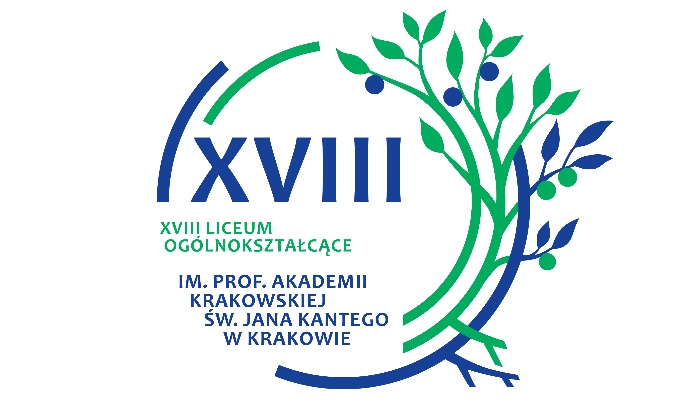 XVIII
XVIII LICEUM
OGÓLNOKSZTAŁCĄCE
IM. PROF. AKADEMII
KRAKOWSKIEJ
ŚW. JANA KANTEGO
W KRAKOWIE